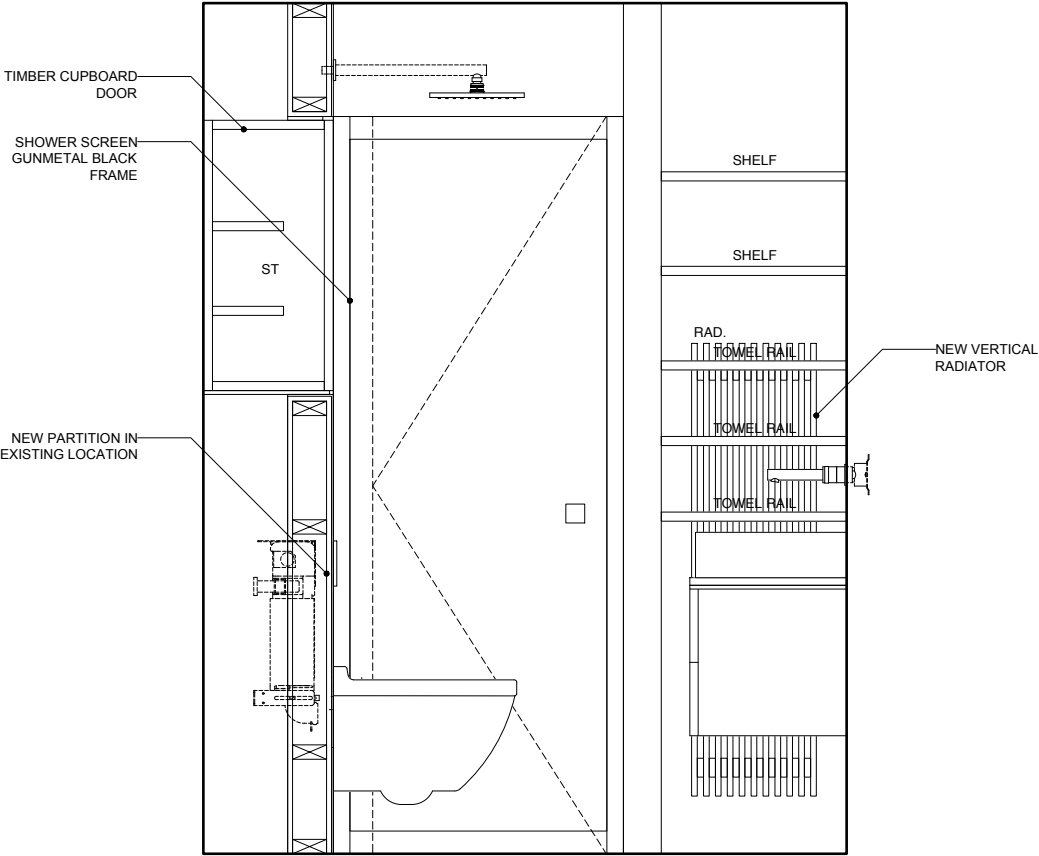 TIMBER CUPBOARD
DOOR
SHOWER SCREEN
GUNMETAL BLACK
FRAME
SHELF
SHELF
ST
RAD.
TOWEL RAIL
NEW VERTICAL
RADIATOR
TOWEL RAIL
NEW PARTITION IN
EXISTING LOCATION
TOWEL RAIL